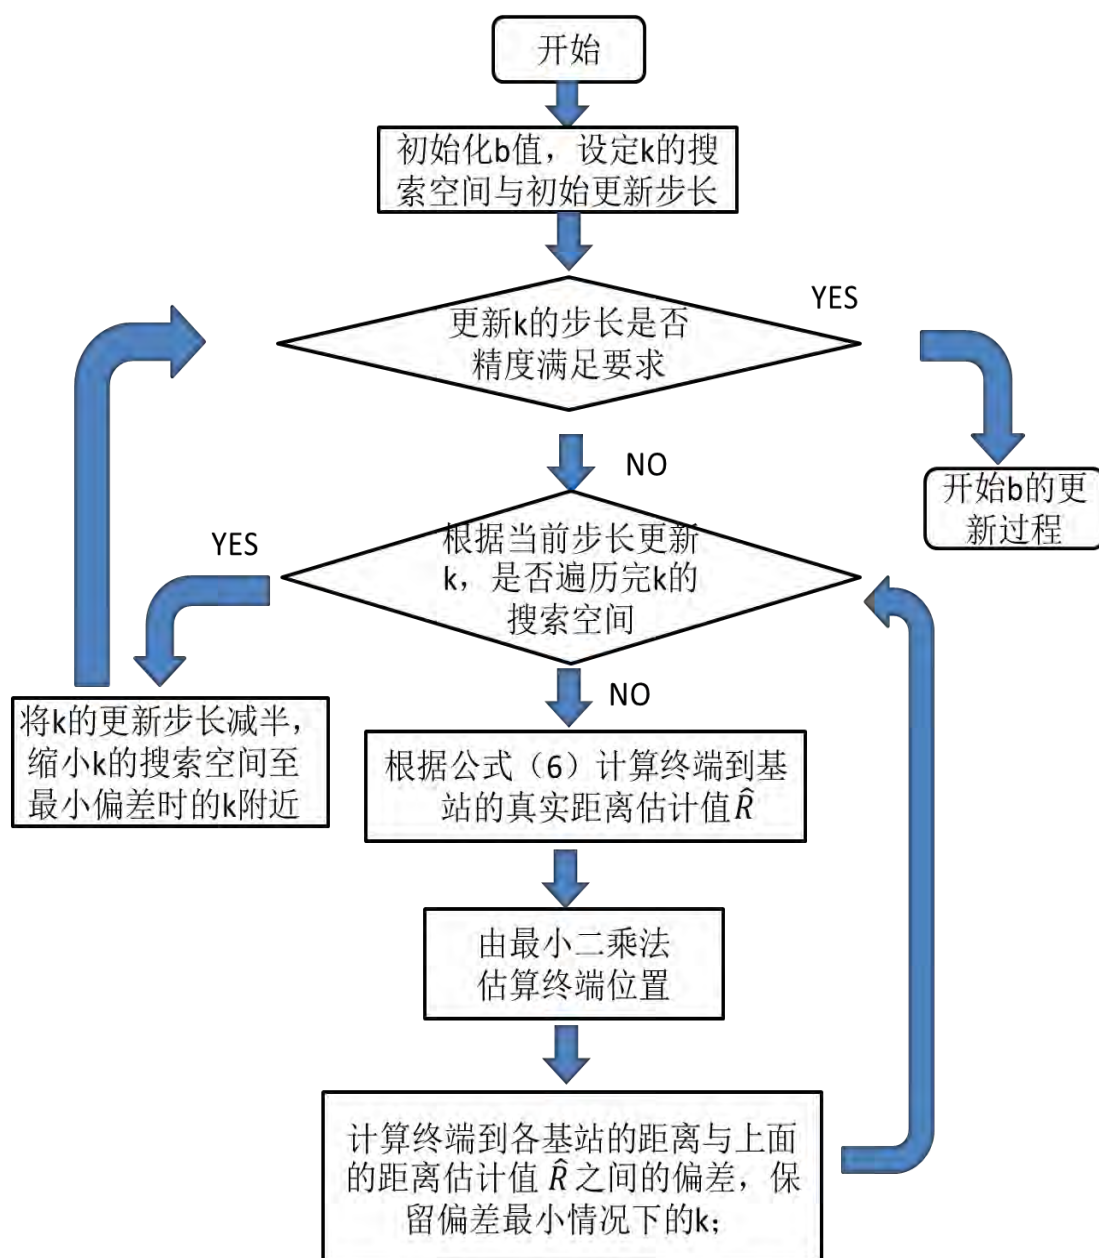 开始
初始化b值，设定k的搜
索空间与初始更新步长
更新k的步长是否
精度满足要求
YES
NO
开始b的更
新过程
根据当前步长更新
k，是否遍历完k的
搜索空间
YES
NO
将k的更新步长减半，
缩小k的搜索空间至
最小偏差时的k附近
根据公式（6）计算终端到基
站的真实距离估计值R̂
由最小二乘法
估算终端位置
计算终端到各基站的距离与上面
的距离估计值 R̂ 之间的偏差，保
留偏差最小情况下的k；